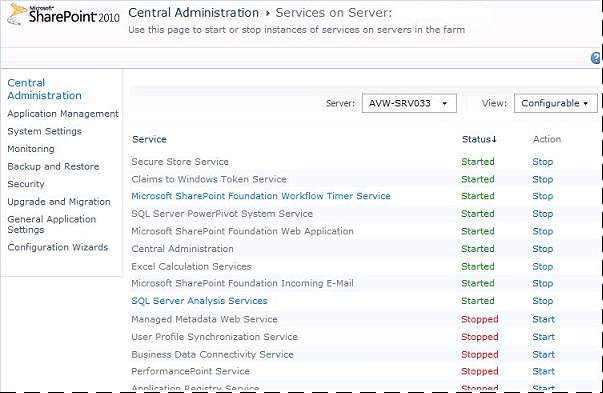 Microsoft
SharePoint 2010
Central Administration ▸ Services on Server:
Use this page to start or stop instances of services on servers in the farm
Central Administration
Application Management
System Settings
Monitoring
Backup and Restore
Security
Upgrade and Migration
General Application Settings
Configuration Wizards
Server: AVW-SRV033 View: Configurable
Service Status↓ Action
Secure Store Service Started Stop
Claims to Windows Token Service Started Stop
Microsoft SharePoint Foundation Workflow Timer Service Started Stop
SQL Server PowerPivot System Service Started Stop
Microsoft SharePoint Foundation Web Application Started Stop
Central Administration Started Stop
Excel Calculation Services Started Stop
Microsoft SharePoint Foundation Incoming E-Mail Started Stop
SQL Server Analysis Services Started Stop
Managed Metadata Web Service Stopped Start
User Profile Synchronization Service Stopped Start
Business Data Connectivity Service Stopped Start
PerformancePoint Service Stopped Start
Application Registry Service Stopped Start